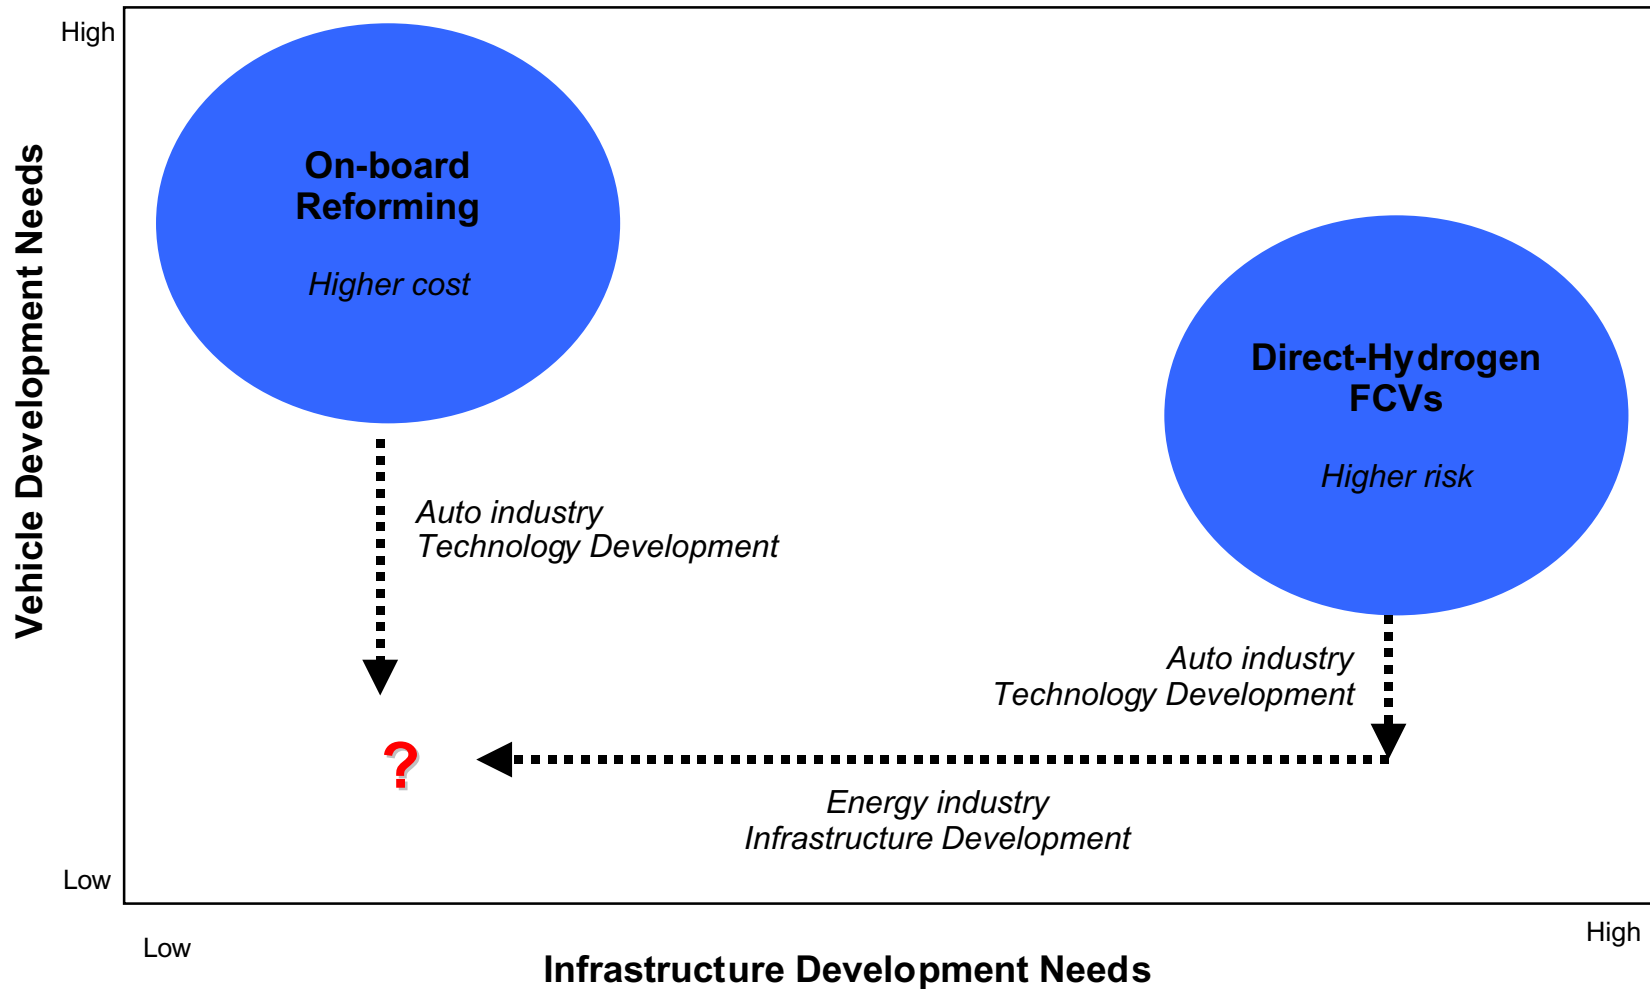 High
Vehicle Development Needs
On-board
Reforming
Higher cost
Direct-Hydrogen
FCVs
Higher risk
Auto industry
Technology Development
Auto industry
Technology Development
?
Energy industry
Infrastructure Development
Low
Low
High
Infrastructure Development Needs